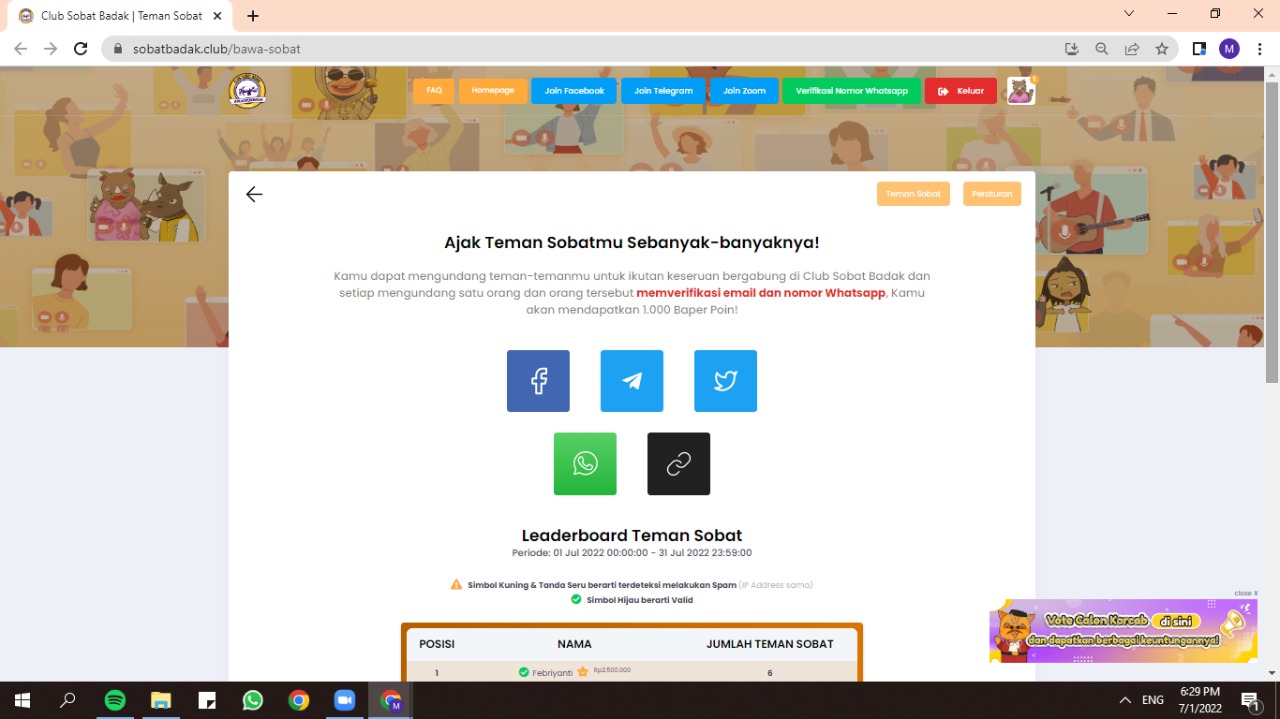 Club Sobat Badak | Teman Sobat
sobatbadak.club/bawa-sobat
M
FAQ
Homepage
Join Facebook
Join Telegram
Join Zoom
Verifikasi Nomor Whatsapp
Keluar
Teman Sobat
Peraturan
Ajak Teman Sobatmu Sebanyak-banyaknya!
Kamu dapat mengundang teman-temanmu untuk ikutan keseruan bergabung di Club Sobat Badak dan
setiap mengundang satu orang dan orang tersebut memverifikasi email dan nomor Whatsapp, Kamu
akan mendapatkan 1.000 Baper Poin!
Leaderboard Teman Sobat
Periode: 01 Jul 2022 00:00:00 - 31 Jul 2022 23:59:00
Simbol Kuning & Tanda Seru berarti terdeteksi melakukan Spam (IP Address sama)
Simbol Hijau berarti Valid
close X
Vote Calon Korcab di sini
dan dapatkan berbagai keuntungannya!
POSISI NAMA JUMLAH TEMAN SOBAT
1 Febriyanti Rp2.500.000 6
M
ENG
6:29 PM
7/1/2022
1